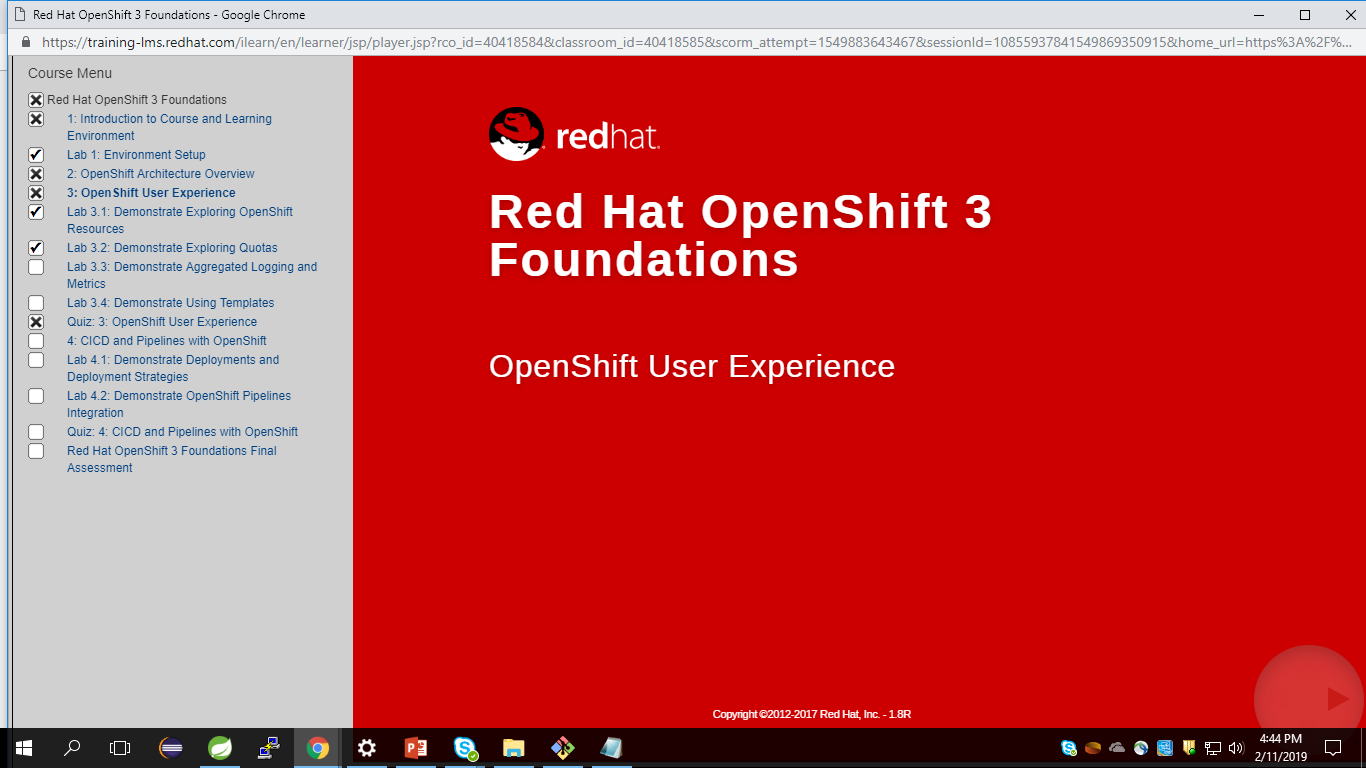 Red Hat OpenShift 3 Foundations - Google Chrome
https://training-lms.redhat.com/ilearn/en/learner/jsp/player.jsp?rco_id=40418584&classroom_id=40418585&scorm_attempt=1549883643467&sessionId=10855937841549869350915&home_url=https%3A%2F%...
Course Menu
Red Hat OpenShift 3 Foundations
1: Introduction to Course and Learning
Environment
Lab 1: Environment Setup
2: OpenShift Architecture Overview
3: OpenShift User Experience
Lab 3.1: Demonstrate Exploring OpenShift
Resources
Lab 3.2: Demonstrate Exploring Quotas
Lab 3.3: Demonstrate Aggregated Logging and
Metrics
Lab 3.4: Demonstrate Using Templates
Quiz: 3: OpenShift User Experience
4: CICD and Pipelines with OpenShift
Lab 4.1: Demonstrate Deployments and
Deployment Strategies
Lab 4.2: Demonstrate OpenShift Pipelines
Integration
Quiz: 4: CICD and Pipelines with OpenShift
Red Hat OpenShift 3 Foundations Final
Assessment
redhat.
Red Hat OpenShift 3
Foundations
OpenShift User Experience
Copyright ©2012-2017 Red Hat, Inc. - 1.8R
4:44 PM
2/11/2019